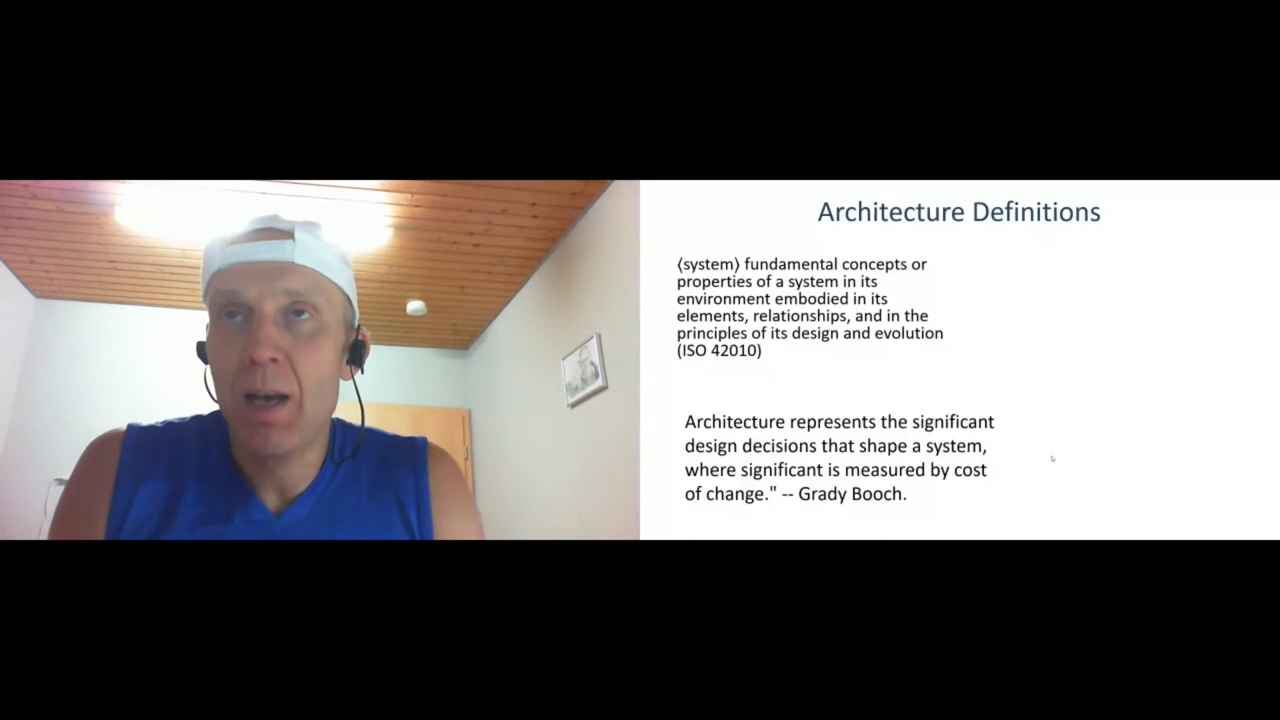 Architecture Definitions
⟨system⟩ fundamental concepts or
properties of a system in its
environment embodied in its
elements, relationships, and in the
principles of its design and evolution
(ISO 42010)
Architecture represents the significant
design decisions that shape a system,
where significant is measured by cost
of change." -- Grady Booch.